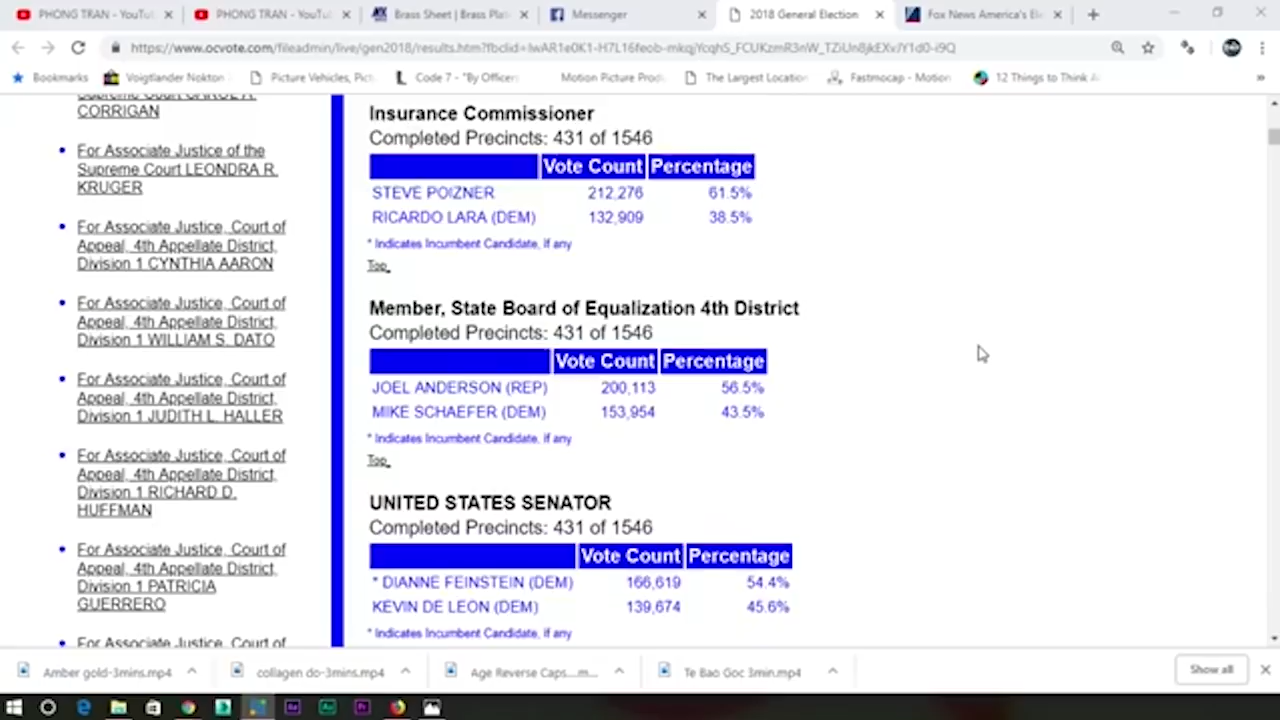 PHONG TRAN - YouTu
PHONG TRAN - YouTu
Brass Sheet | Brass Plat
Messenger
2018 General Election
Fox News America's Ele
Bookmarks
Voigtlander Nokton
Picture Vehicles, Pict
Code 7 - "By Officers
Motion Picture Produ
The Largest Location
Fastmocap - Motion
12 Things to Think A
CORRIGAN
For Associate Justice of the
Supreme Court LEONDRA R.
KRUGER
For Associate Justice, Court of
Appeal, 4th Appellate District,
Division 1 CYNTHIA AARON
For Associate Justice, Court of
Appeal, 4th Appellate District,
Division 1 WILLIAM S. DATO
For Associate Justice, Court of
Appeal, 4th Appellate District,
Division 1 JUDITH L. HALLER
For Associate Justice, Court of
Appeal, 4th Appellate District,
Division 1 RICHARD D.
HUFFMAN
For Associate Justice, Court of
Appeal, 4th Appellate District,
Division 1 PATRICIA
GUERRERO
For Associate Justice, Court of
Insurance Commissioner
Completed Precincts: 431 of 1546
Vote Count Percentage
STEVE POIZNER 212,276 61.5%
RICARDO LARA (DEM) 132,909 38.5%
* Indicates Incumbent Candidate, if any
Top
Member, State Board of Equalization 4th District
Completed Precincts: 431 of 1546
Vote Count Percentage
JOEL ANDERSON (REP) 200,113 56.5%
MIKE SCHAEFER (DEM) 153,954 43.5%
* Indicates Incumbent Candidate, if any
Top
UNITED STATES SENATOR
Completed Precincts: 431 of 1546
Vote Count Percentage
* DIANNE FEINSTEIN (DEM) 166,619 54.4%
KEVIN DE LEON (DEM) 139,674 45.6%
* Indicates Incumbent Candidate, if any
Amber gold-3mins.mp4
collagen do-3mins.mp4
Age Reverse Caps....m...
Te Bao Goc 3min.mp4
Show all